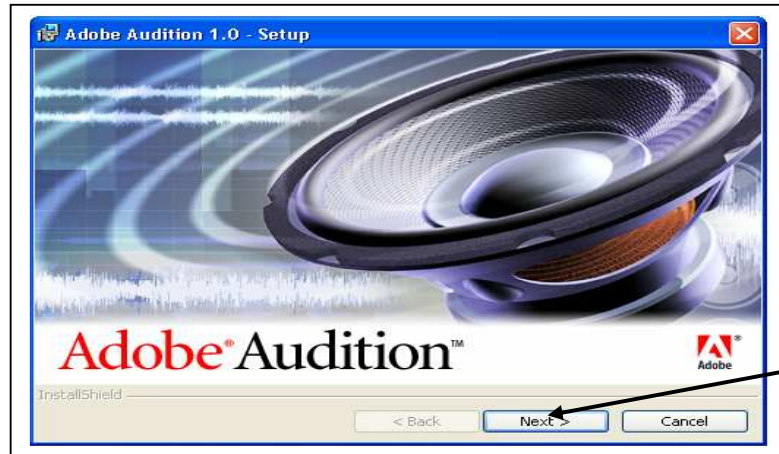 Adobe Audition 1.0 - Setup
Adobe® Audition™
Adobe®
InstallShield
< Back Next > Cancel